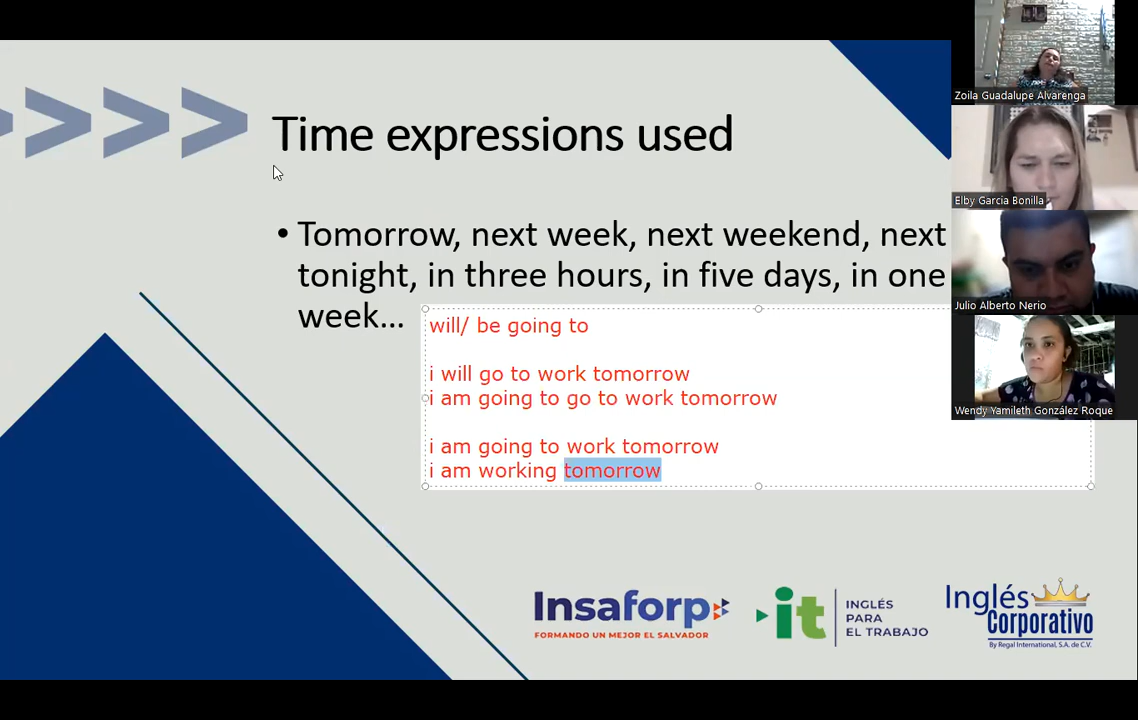 Time expressions used
• Tomorrow, next week, next weekend, next
tonight, in three hours, in five days, in one
week...
will/ be going to
i will go to work tomorrow
i am going to go to work tomorrow
i am going to work tomorrow
i am working tomorrow
Insaforp
FORMANDO UN MEJOR EL SALVADOR
it
INGLÉS
PARA
EL TRABAJO
Inglés
Corporativo
By Regal International, S.A. de C.V.
Zoila Guadalupe Alvarenga
Elby Garcia Bonilla
Julio Alberto Nerio
Wendy Yamileth González Roque